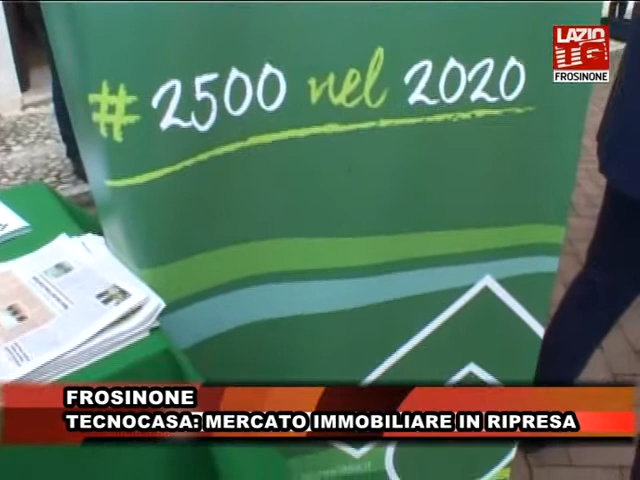 LAZIO
TG
FROSINONE
#2500 nel 2020
FROSINONE
TECNOCASA: MERCATO IMMOBILIARE IN RIPRESA